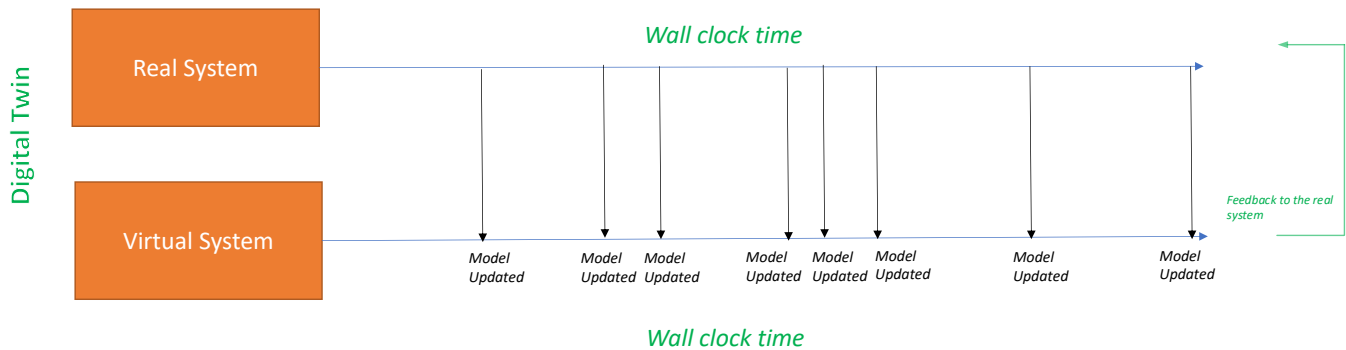 Digital Twin
Wall clock time
Real System
Virtual System
Feedback to the real
system
Model
Updated
Model
Updated
Model
Updated
Model
Updated
Model
Updated
Model
Updated
Model
Updated
Model
Updated
Wall clock time